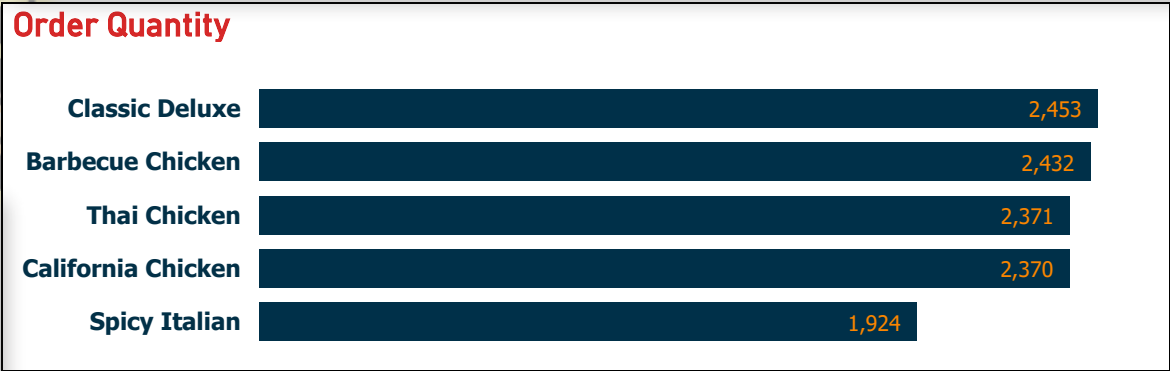 Order Quantity
Classic Deluxe 2,453
Barbecue Chicken 2,432
Thai Chicken 2,371
California Chicken 2,370
Spicy Italian 1,924